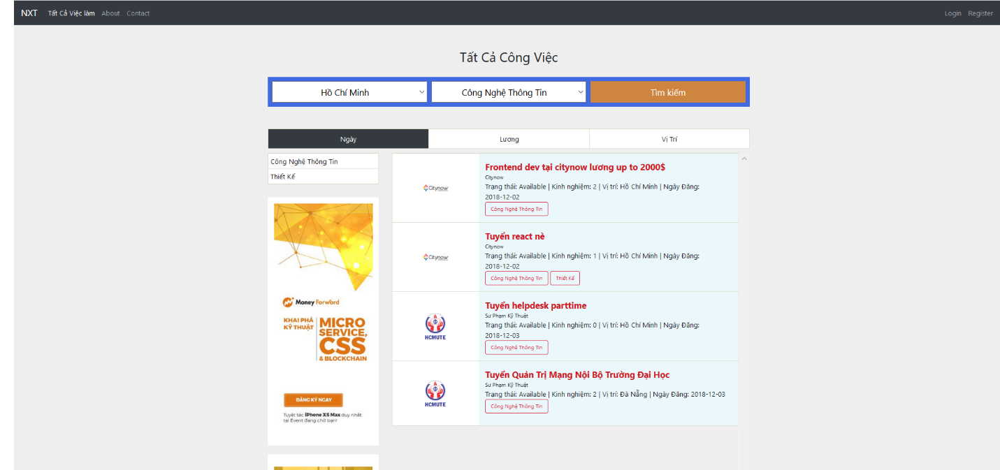 NXT Tất Cả Việc làm About Contact Login Register
Tất Cả Công Việc
Hồ Chí Minh Công Nghệ Thông Tin Tìm kiếm
Ngày Lương Vị Trí
Công Nghệ Thông Tin
Thiết Kế
Money Forward
KHAI PHÁ
KỸ THUẬT
MICRO
SERVICE,
CSS
& BLOCKCHAIN
ĐĂNG KÝ NGAY
Tuyệt tác iPhone XS Max duy nhất
tại Event đang chờ bạn!
Citynow
Frontend dev tại citynow lương up to 2000$
Citynow
Trạng thái: Available | Kinh nghiệm: 2 | Vị trí: Hồ Chí Minh | Ngày Đăng:
2018-12-02
Công Nghệ Thông Tin
Citynow
Tuyển react nè
Citynow
Trạng thái: Available | Kinh nghiệm: 1 | Vị trí: Hồ Chí Minh | Ngày Đăng:
2018-12-02
Công Nghệ Thông Tin Thiết Kế
HCMUTE
Tuyển helpdesk parttime
Sư Phạm Kỹ Thuật
Trạng thái: Available | Kinh nghiệm: 0 | Vị trí: Hồ Chí Minh | Ngày Đăng:
2018-12-03
Công Nghệ Thông Tin
HCMUTE
Tuyển Quản Trị Mạng Nội Bộ Trường Đại Học
Sư Phạm Kỹ Thuật
Trạng thái: Available | Kinh nghiệm: 2 | Vị trí: Đà Nẵng | Ngày Đăng: 2018-12-03
Công Nghệ Thông Tin